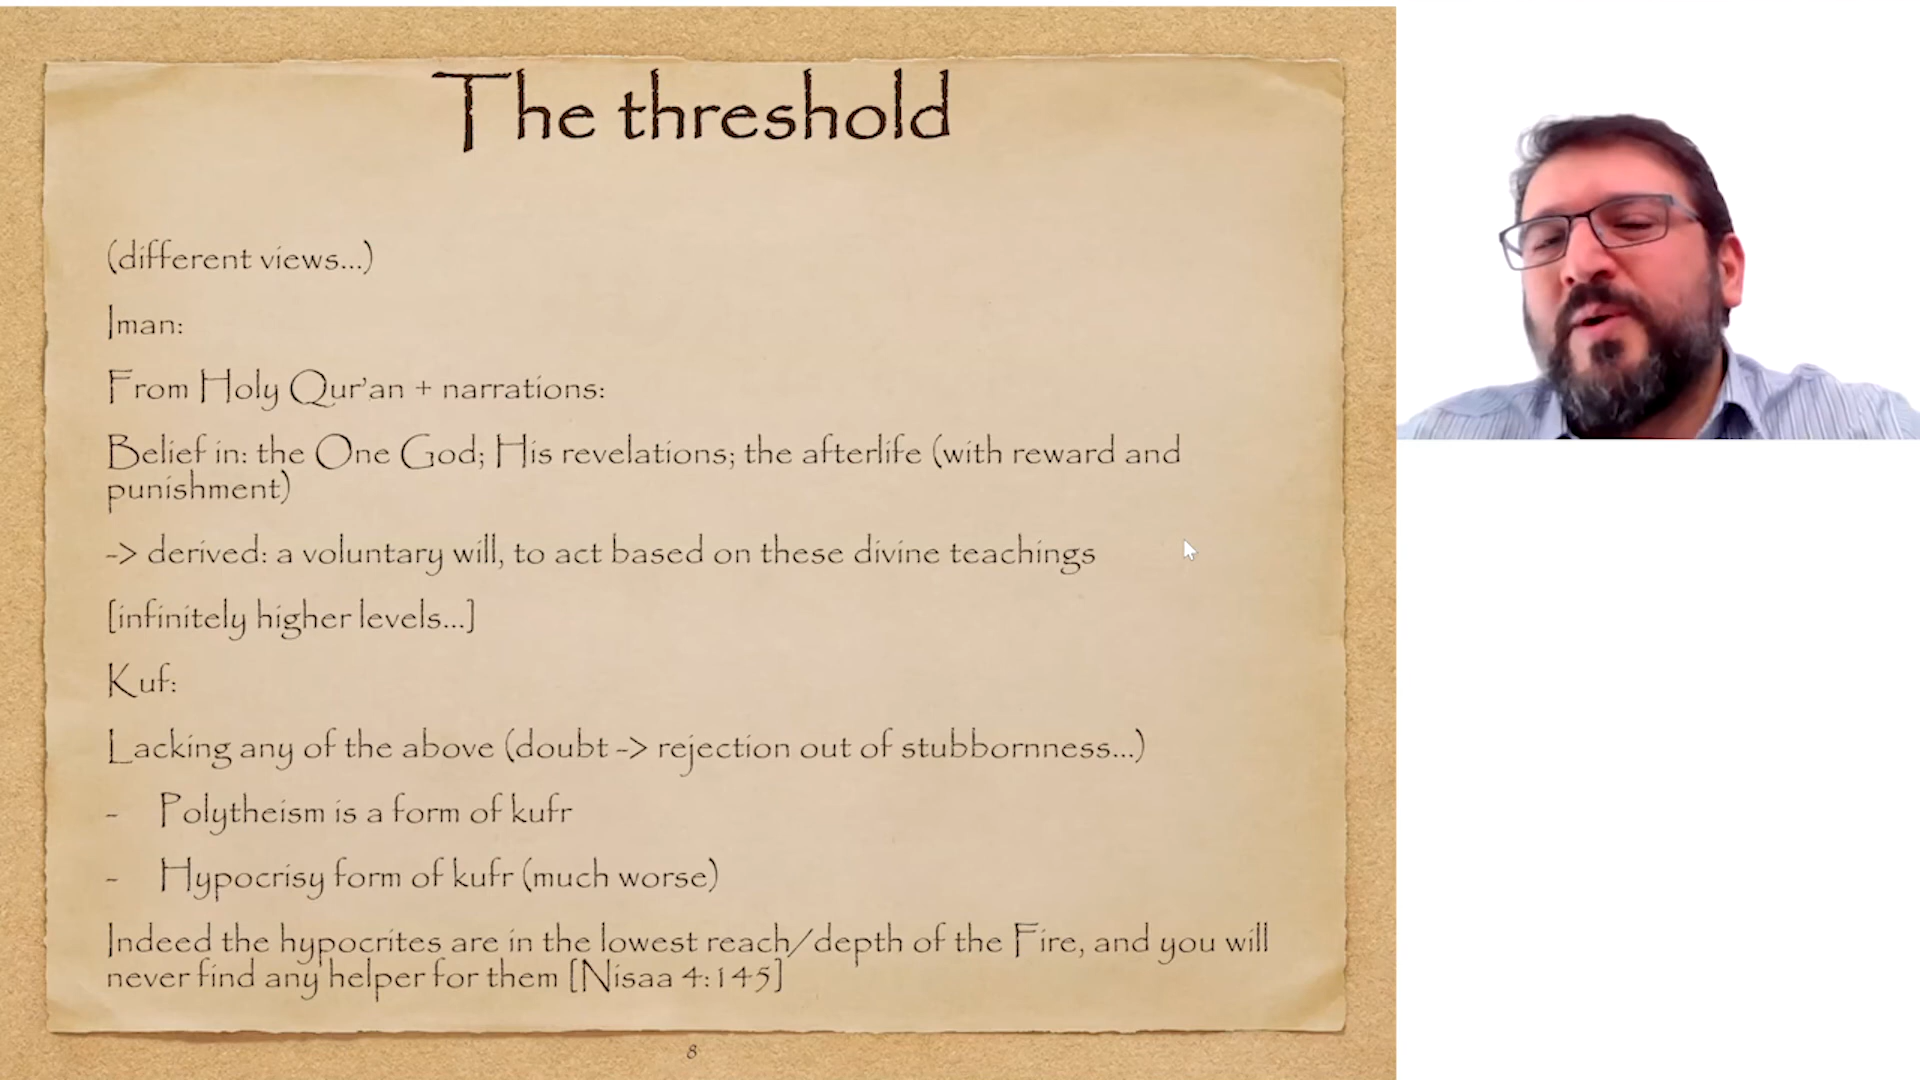 The threshold
(different views...)
Iman:
From Holy Qur'an + narrations:
Belief in: the One God; His revelations; the afterlife (with reward and
punishment)
-> derived: a voluntary will, to act based on these divine teachings
[infinitely higher levels...]
Kuf:
Lacking any of the above (doubt -> rejection out of stubbornness...)
- Polytheism is a form of kufr
- Hypocrisy form of kufr (much worse)
Indeed the hypocrites are in the lowest reach/depth of the Fire, and you will
never find any helper for them [Nisaa 4:145]
8